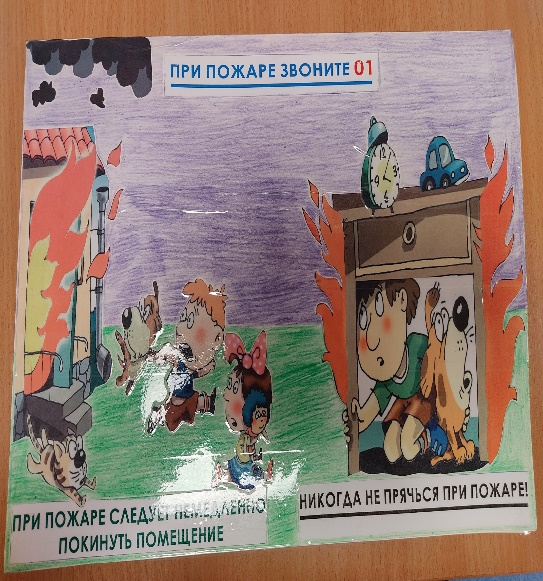 ПРИ ПОЖАРЕ ЗВОНИТЕ 01
ПРИ ПОЖАРЕ СЛЕДУЕТ НЕМЕДЛЕННО
ПОКИНУТЬ ПОМЕЩЕНИЕ
НИКОГДА НЕ ПРЯЧЬСЯ ПРИ ПОЖАРЕ!